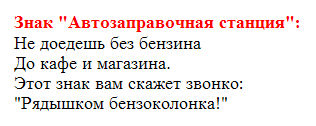 Знак "Автозаправочная станция":
Не доедешь без бензина
До кафе и магазина.
Этот знак вам скажет звонко:
"Рядышком бензоколонка!"